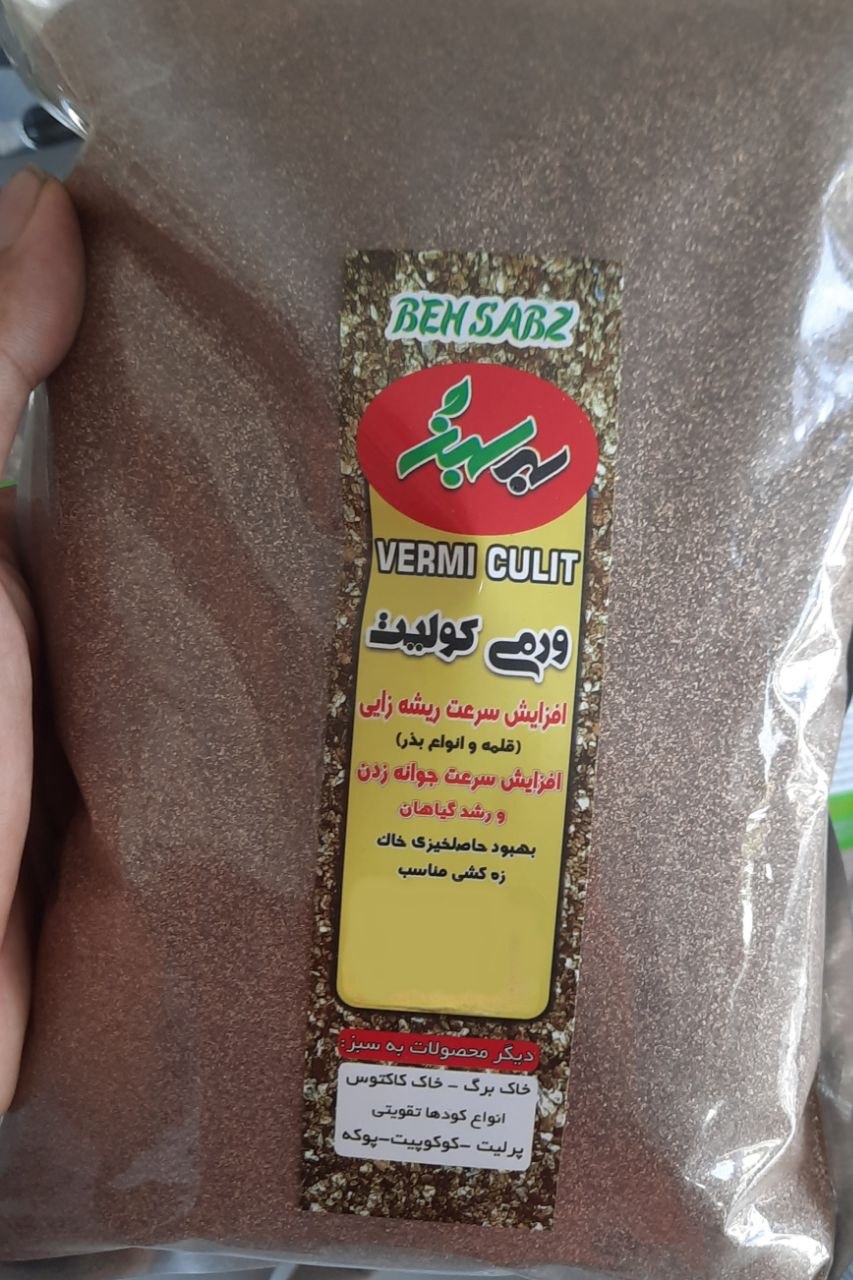 BEH SABZ
به سبز
VERMI CULIT
ورمی کولیت
افزایش سرعت ریشه زایی
(قلمه و انواع بذر)
افزایش سرعت جوانه زدن
و رشد گیاهان
بهبود حاصلخیزی خاک
زه کشی مناسب
دیگر محصولات به سبز:
خاک برگ – خاک کاکتوس
انواع کودها تقویتی
پرلیت –کوکوپیت–پوکه